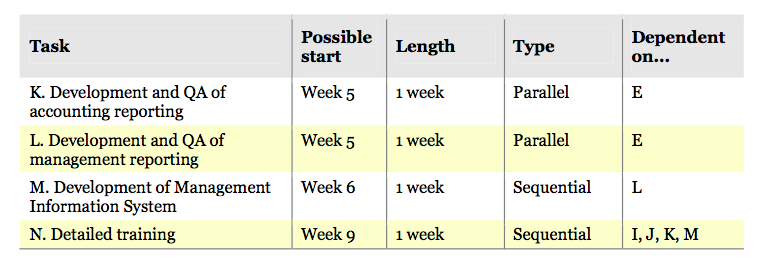 Task Possible start Length Type Dependent on...
K. Development and QA of accounting reporting Week 5 1 week Parallel E
L. Development and QA of management reporting Week 5 1 week Parallel E
M. Development of Management Information System Week 6 1 week Sequential L
N. Detailed training Week 9 1 week Sequential I, J, K, M